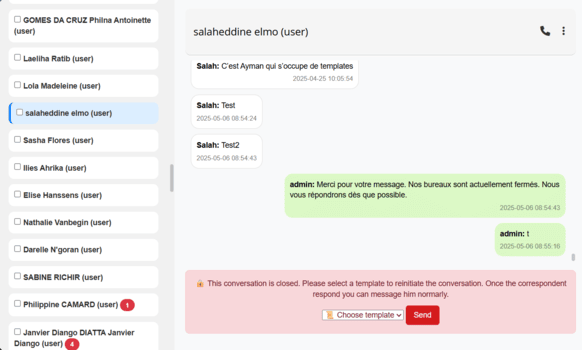 GOMES DA CRUZ Philna Antoinette
(user)
Laeliha Ratib (user)
Lola Madeleine (user)
salaheddine elmo (user)
Sasha Flores (user)
Ilies Ahrika (user)
Elise Hanssens (user)
Nathalie Vanbegin (user)
Darelle N'goran (user)
SABINE RICHIR (user)
Philippine CAMARD (user) 1
Janvier Diango DIATTA Janvier
Diango (user) 4
salaheddine elmo (user)
Salah: C'est Ayman qui s'occupe de templates
2025-04-25 10:05:54
Salah: Test
2025-05-06 08:54:24
Salah: Test2
2025-05-06 08:54:43
admin: Merci pour votre message. Nos bureaux sont actuellement fermés. Nous
vous répondrons dès que possible.
2025-05-06 08:54:43
admin: t
2025-05-06 08:55:16
This conversation is closed. Please select a template to reinitiate the conversation. Once the correspondent
respond you can message him normarly.
Choose template
Send